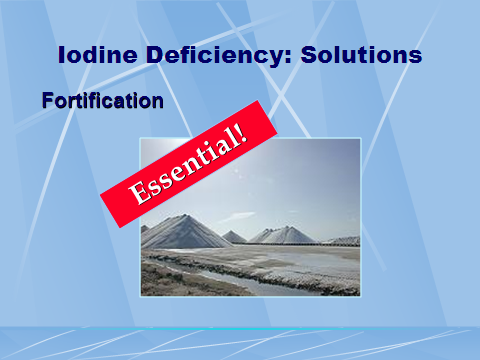 Iodine Deficiency: Solutions
Fortification
Essential!